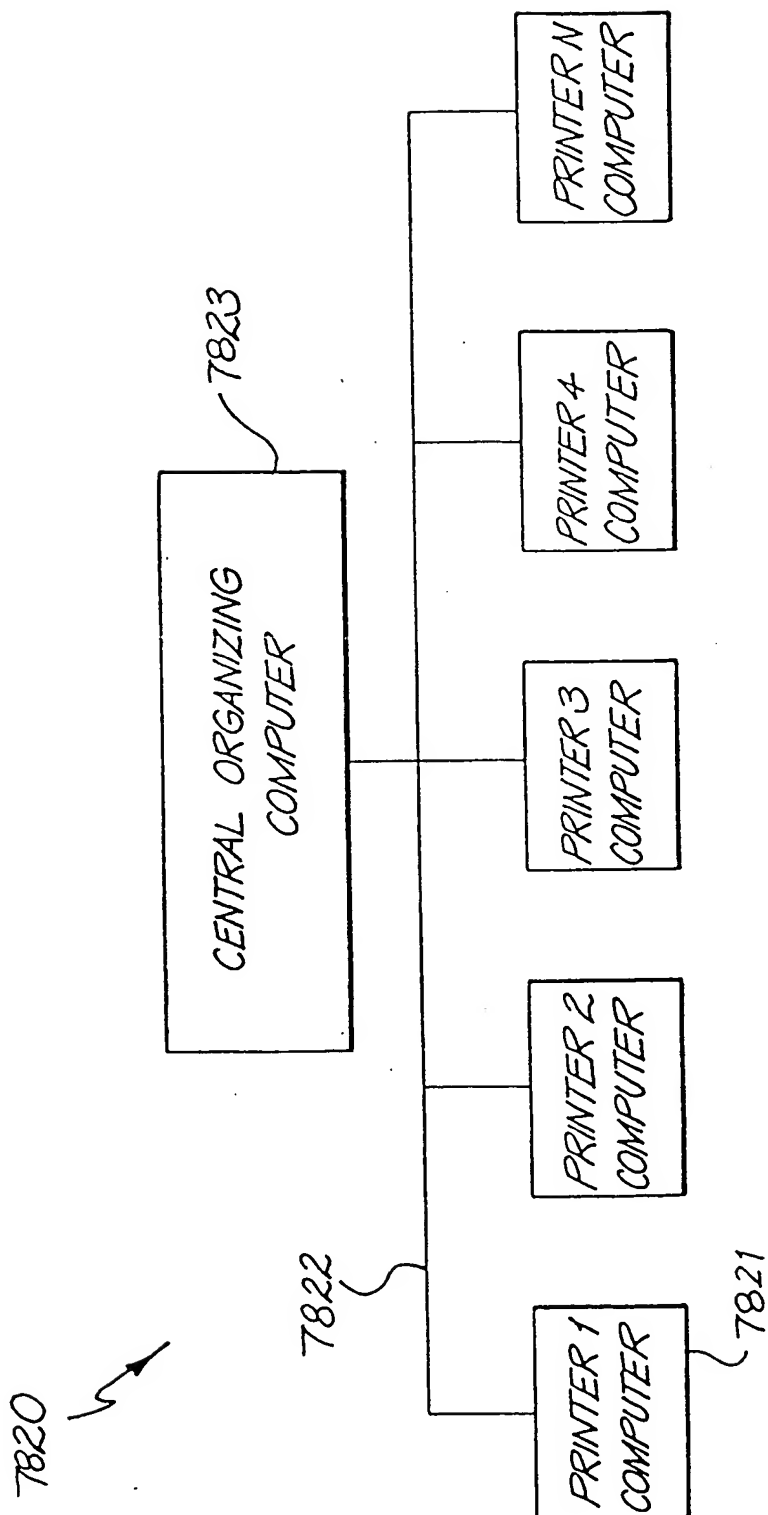 7820
7823
CENTRAL ORGANIZING
COMPUTER
7822
PRINTER 1
COMPUTER
PRINTER 2
COMPUTER
PRINTER 3
COMPUTER
PRINTER 4
COMPUTER
PRINTER N
COMPUTER
7821